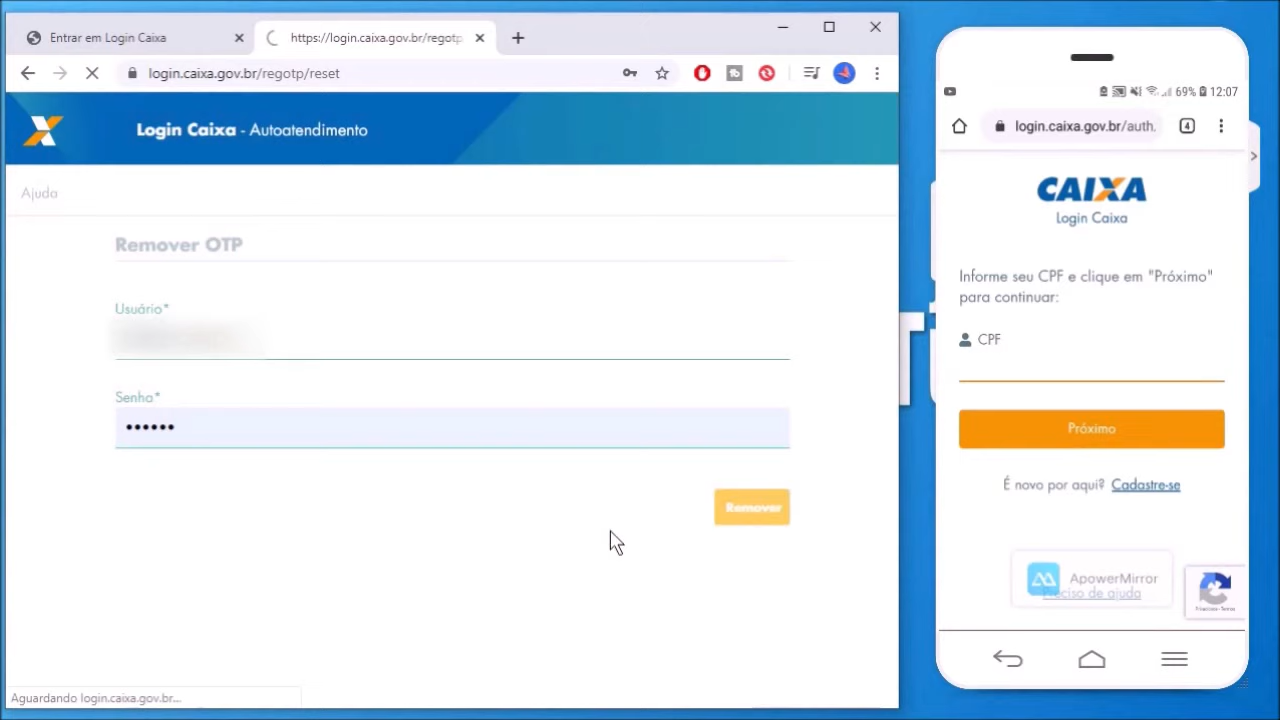 Entrar em Login Caixa
https://login.caixa.gov.br/regotp
login.caixa.gov.br/regotp/reset
Login Caixa - Autoatendimento
Ajuda
Remover OTP
Usuário*
Senha*
••••••
Remover
Aguardando login.caixa.gov.br...
69% 12:07
login.caixa.gov.br/auth.
4
CAIXA
Login Caixa
Informe seu CPF e clique em "Próximo"
para continuar:
CPF
Próximo
É novo por aqui? Cadastre-se
ApowerMirror
Preciso de ajuda